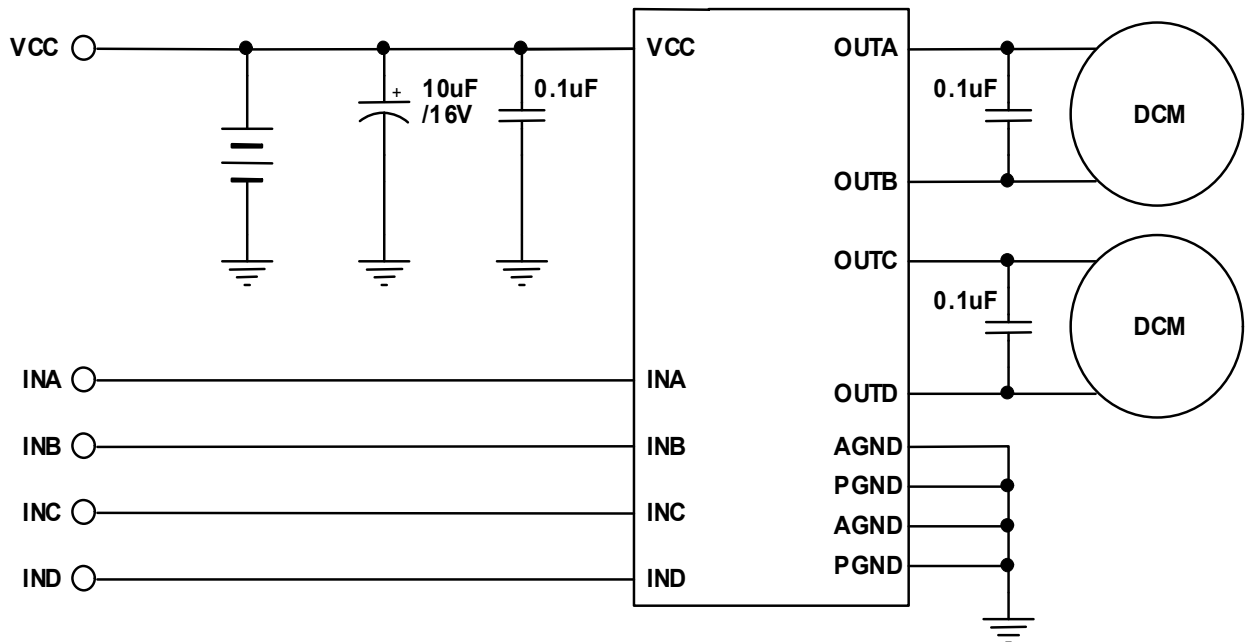 VCC
VCC
OUTA
+
10uF
/16V
0.1uF
0.1uF
DCM
OUTB
OUTC
0.1uF
DCM
INA
INA
OUTD
INB
INB
AGND
PGND
INC
INC
AGND
PGND
IND
IND